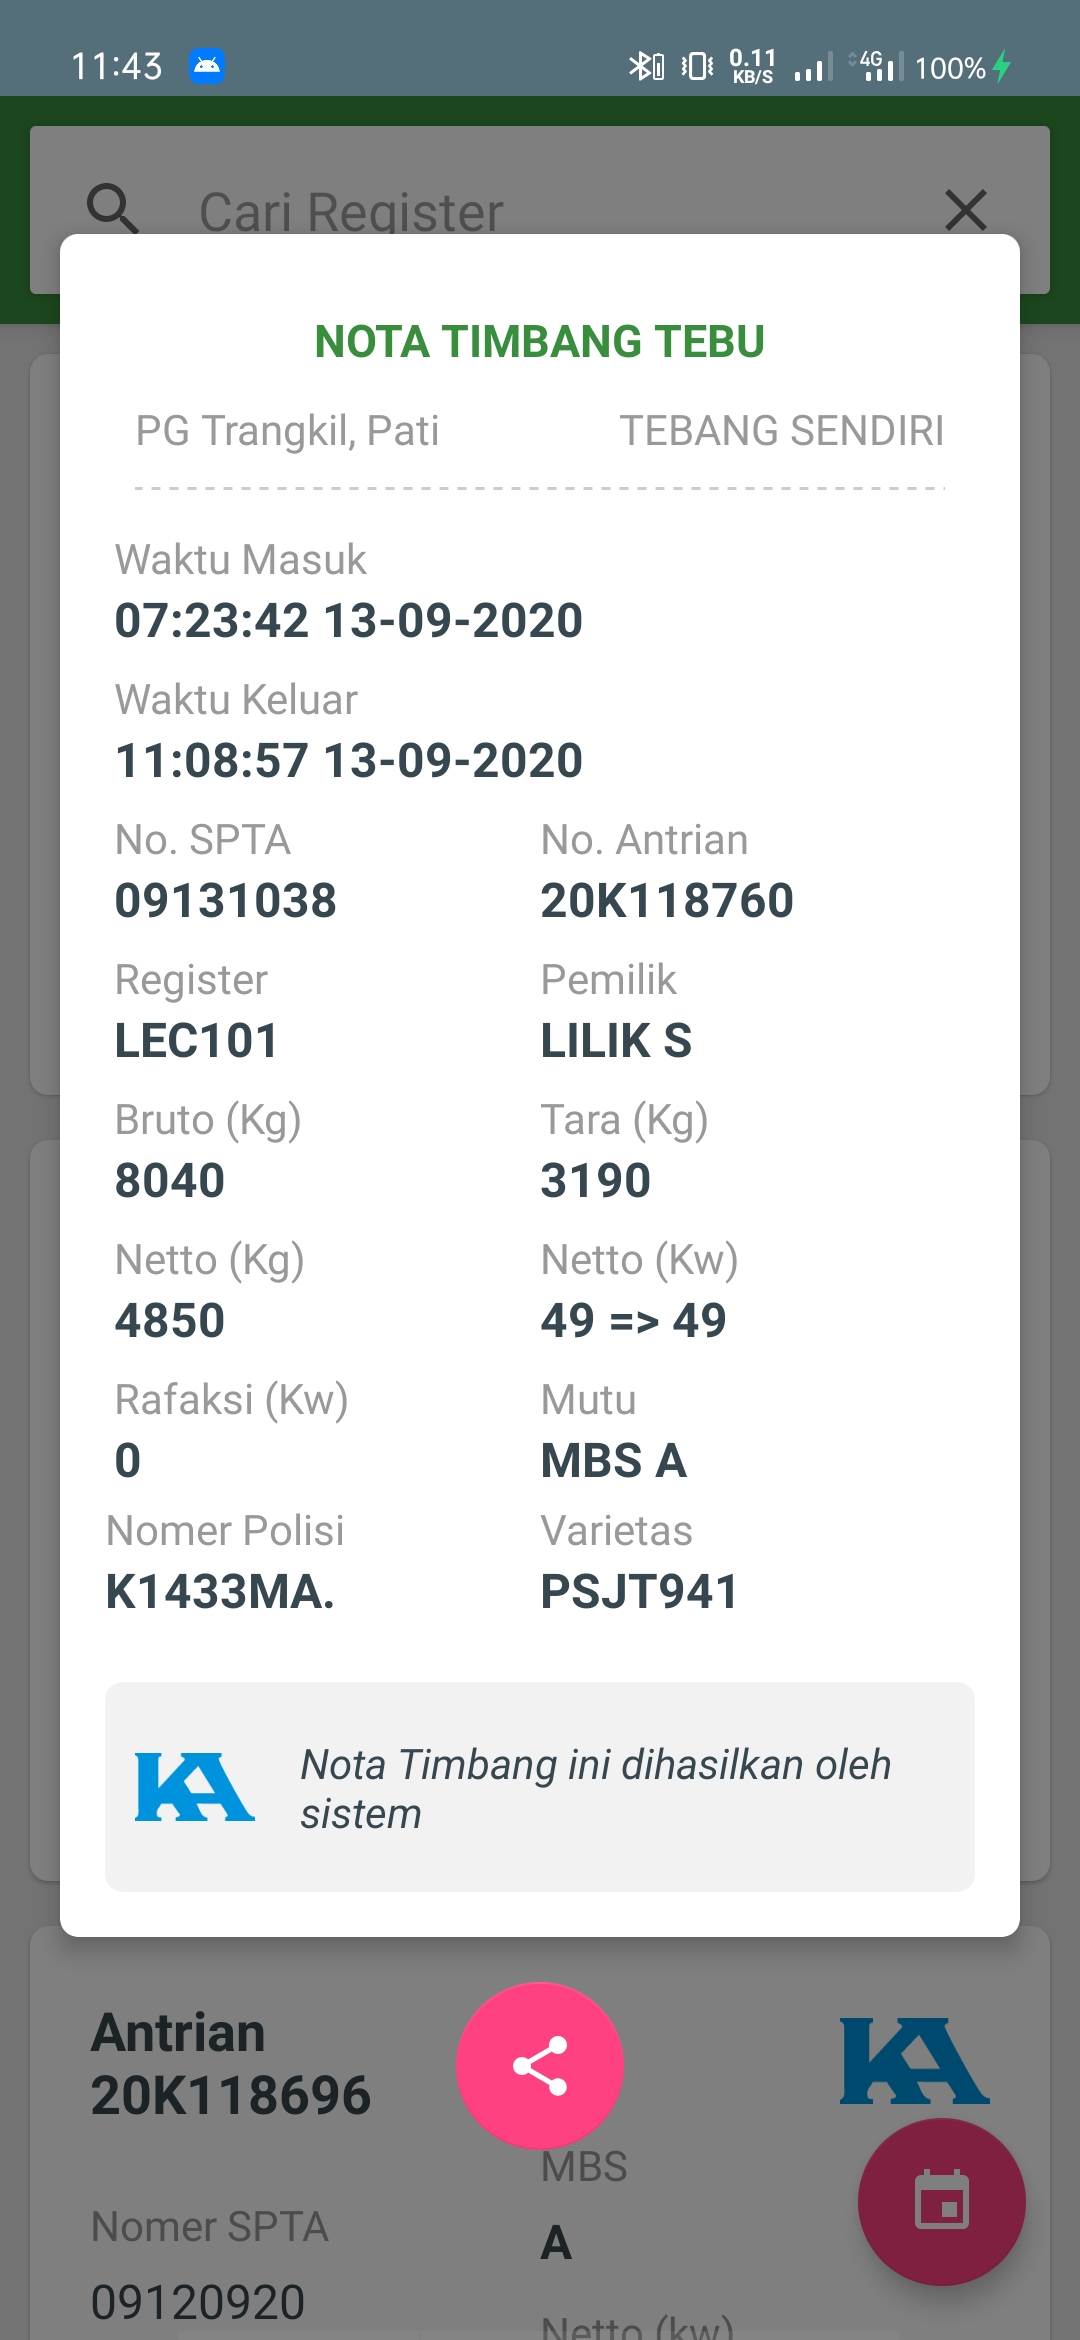 11:43
0.11
KB/S
4G
100%
Cari Register
NOTA TIMBANG TEBU
PG Trangkil, Pati
TEBANG SENDIRI
Waktu Masuk
07:23:42 13-09-2020
Waktu Keluar
11:08:57 13-09-2020
No. SPTA
No. Antrian
09131038
20K118760
Register
Pemilik
LEC101
LILIK S
Bruto (Kg)
Tara (Kg)
8040
3190
Netto (Kg)
Netto (Kw)
4850
49 => 49
Rafaksi (Kw)
Mutu
0
MBS A
Nomer Polisi
Varietas
K1433MA.
PSJT941
KA
Nota Timbang ini dihasilkan oleh
sistem
Antrian
20K118696
KA
MBS
Nomer SPTA
A
09120920
Netto (kw)